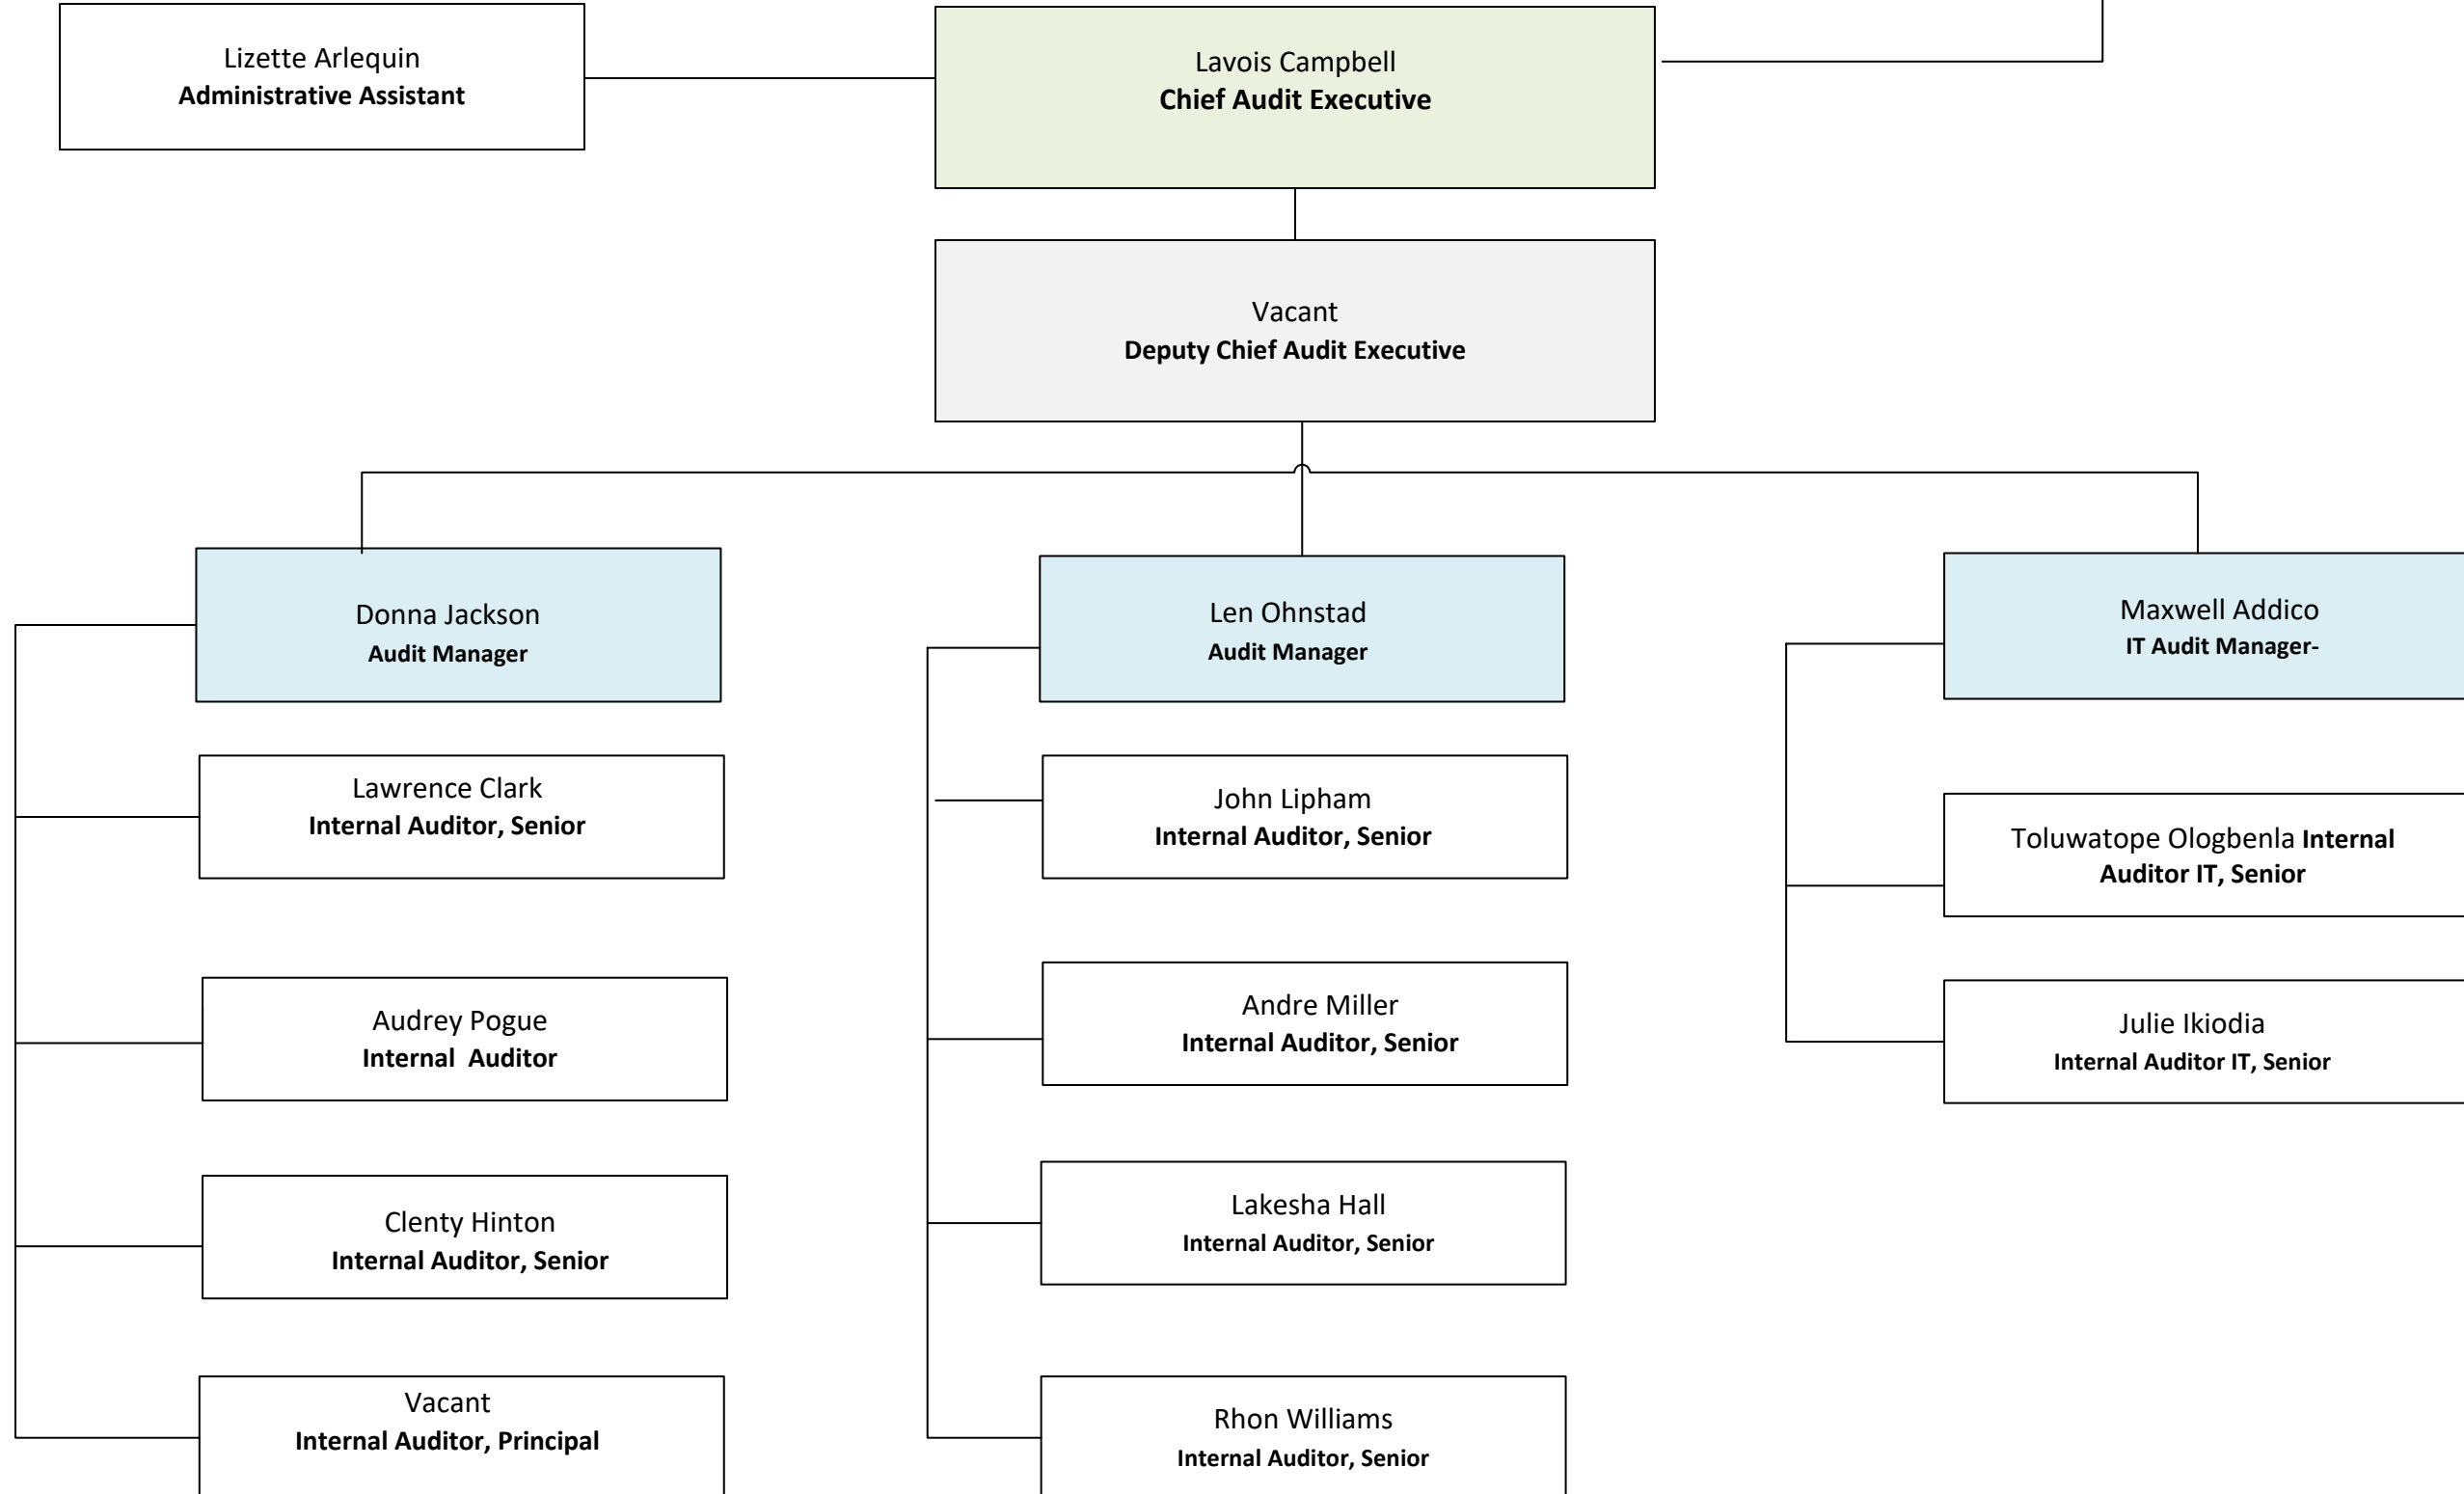 Lizette Arlequin
Administrative Assistant
Lavois Campbell
Chief Audit Executive
Vacant
Deputy Chief Audit Executive
Donna Jackson
Audit Manager
Len Ohnstad
Audit Manager
Maxwell Addico
IT Audit Manager-
Lawrence Clark
Internal Auditor, Senior
John Lipham
Internal Auditor, Senior
Toluwatope Ologbenla Internal
Auditor IT, Senior
Audrey Pogue
Internal  Auditor
Andre Miller
Internal Auditor, Senior
Julie Ikiodia
Internal Auditor IT, Senior
Clenty Hinton
Internal Auditor, Senior
Lakesha Hall
Internal Auditor, Senior
Vacant
Internal Auditor, Principal
Rhon Williams
Internal Auditor, Senior